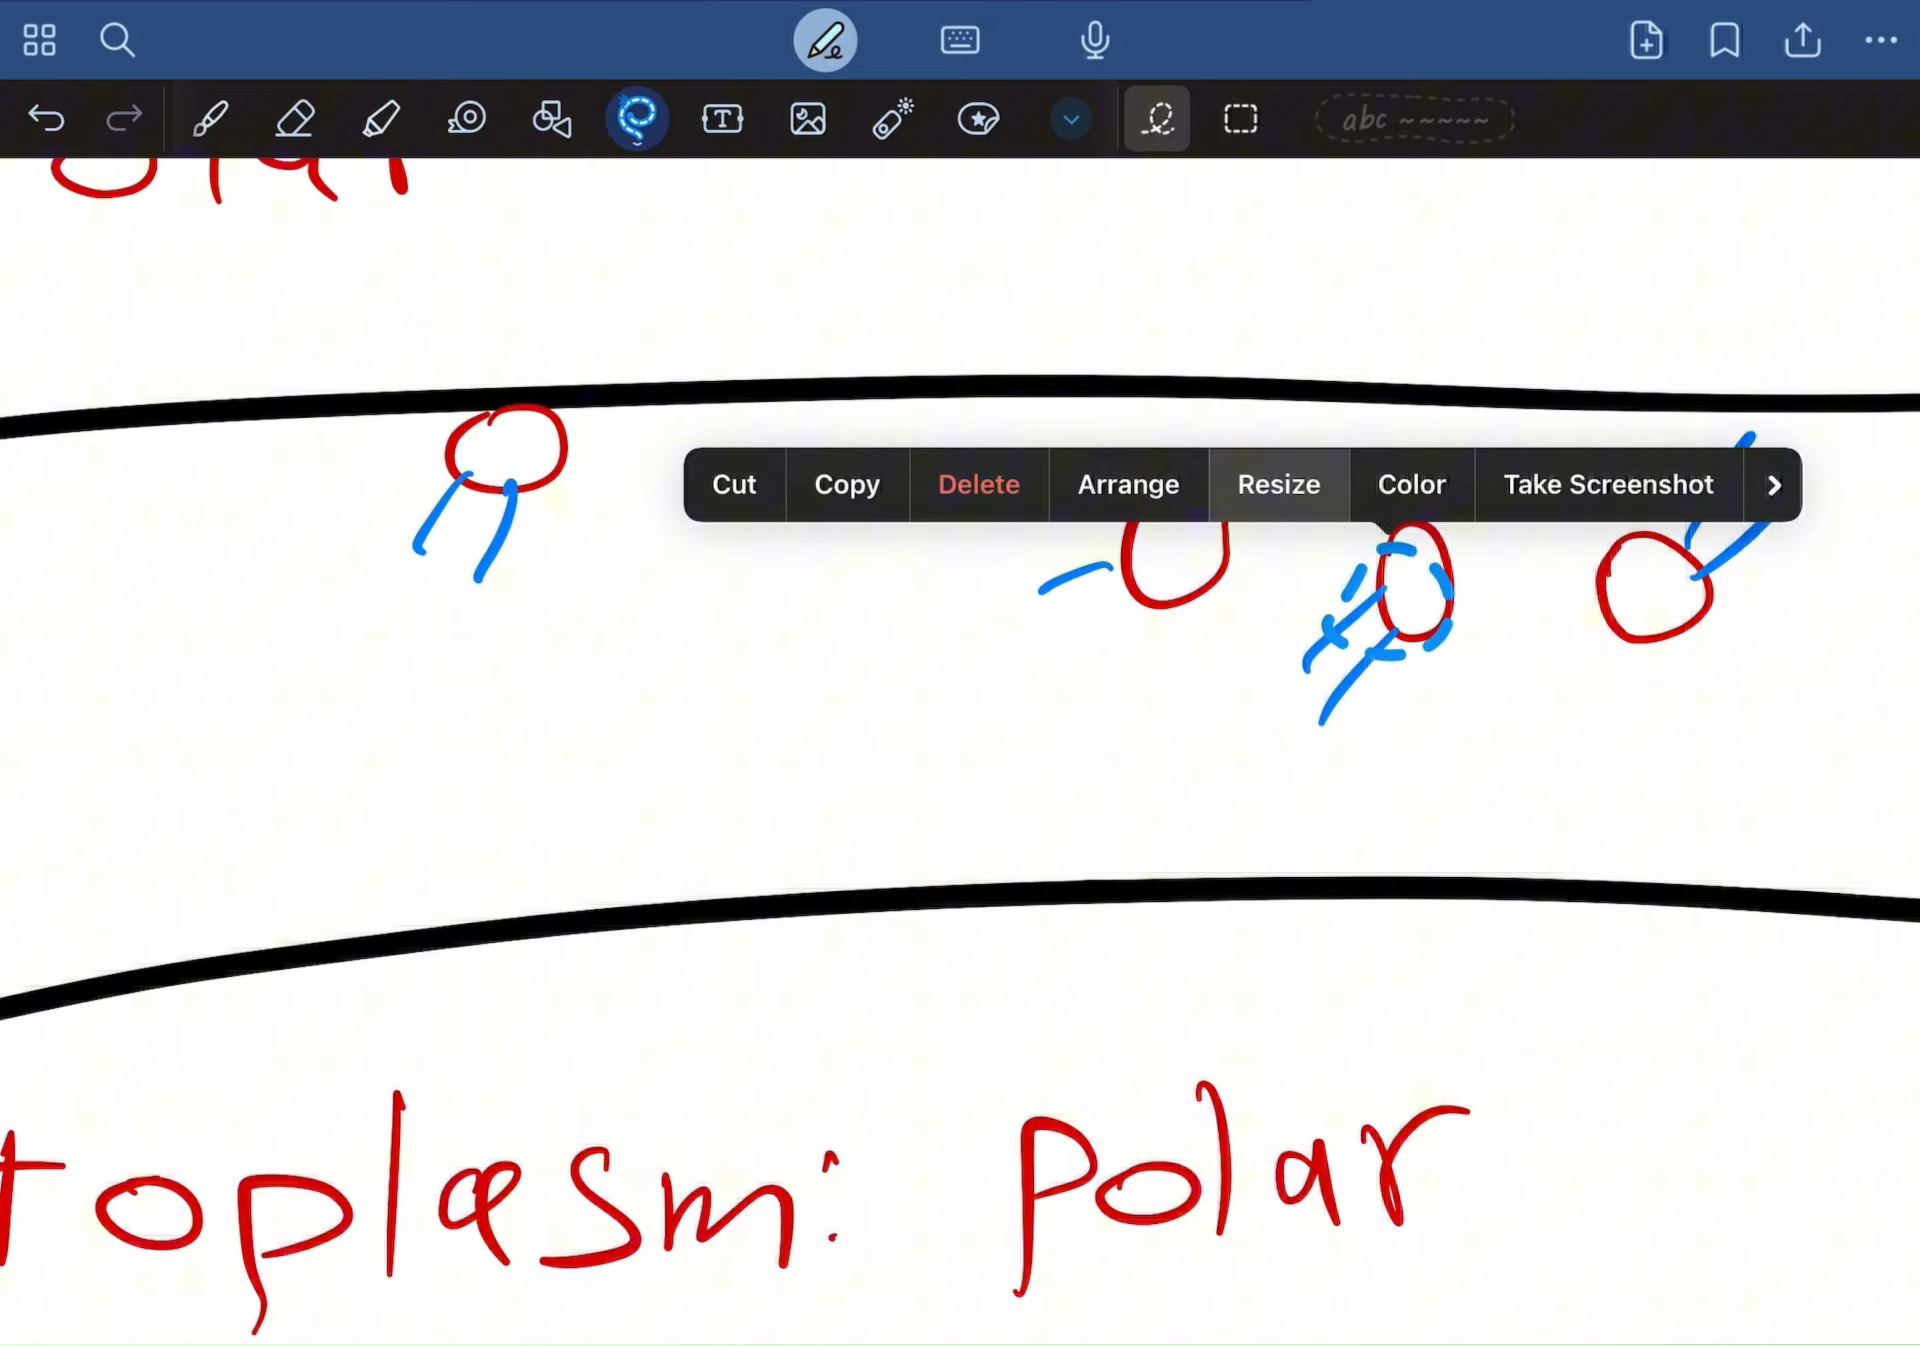 abc ~~~~~
Cut Copy Delete Arrange Resize Color Take Screenshot
toplasm: polar